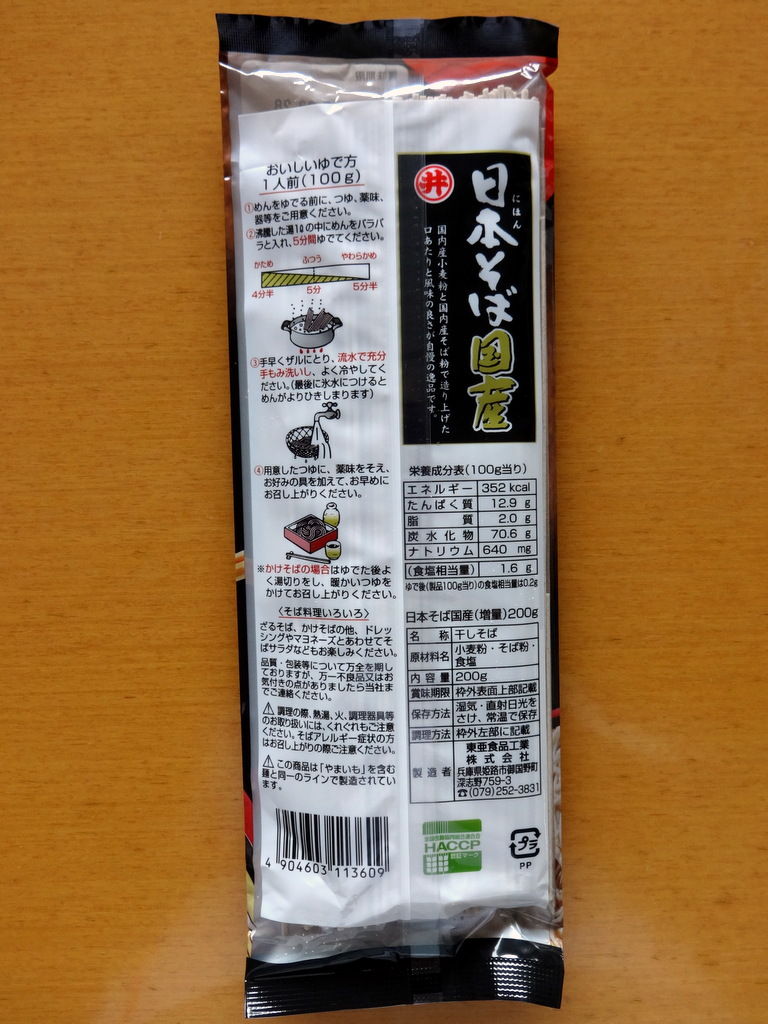 賞味期限
おいしいゆで方
1人前(100g)
①めんをゆでる前に、つゆ、薬味、
器等をご用意ください。
②沸騰した湯1ℓの中にめんをパラパ
ラと入れ、5分間ゆでてください。
かため ふつう やわらかめ
4分半 5分 5分半
③手早くザルにとり、流水で充分
手もみ洗いし、よく冷やしてく
ださい。(最後に氷水につけると
めんがよりひきしまります)
④用意したつゆに、薬味をそえ、
お好みの具を加えて、お早めに
お召し上がりください。
※かけそばの場合はゆでた後よ
く湯切りをし、暖かいつゆを
かけてお召し上がりください。
〈そば料理いろいろ〉
ざるそば、かけそばの他、ドレッ
シングやマヨネーズとあわせてそ
ばサラダなどもお楽しみください。
品質・包装等について万全を期し
ておりますが、万一不良品又はお
気付きの点がありましたら当社ま
でご連絡ください。
⚠調理の際、熱湯、火、調理器具等
のお取り扱いには、くれぐれもご注意
ください。そばアレルギー症状の方
はお召し上がりの際ご注意ください。
⚠この商品は「やまいも」を含む
麺と同一のラインで製造されてい
ます。
4 904603 113609
井
日本そば国産
にほん
国内産小麦粉と国内産そば粉で造り上げた
口あたりと風味の良さが自慢の逸品です。
栄養成分表(100g当り)
エネルギー 352 kcal
たんぱく質 12.9 g
脂質 2.0 g
炭水化物 70.6 g
ナトリウム 640 mg
(食塩相当量) 1.6 g
ゆで後(製品100g当り)の食塩相当量は0.2g
日本そば国産(増量)200g
名称 干しそば
原材料名 小麦粉・そば粉・
食塩
内容量 200g
賞味期限 枠外表面上部記載
保存方法 湿気・直射日光を
さけ、常温で保存
調理方法 枠外左部に記載
製造者 東亜食品工業
株式会社
兵庫県姫路市御国野町
深志野759-3
☎(079)252-3831
HACCP
認証マーク
プラ
PP